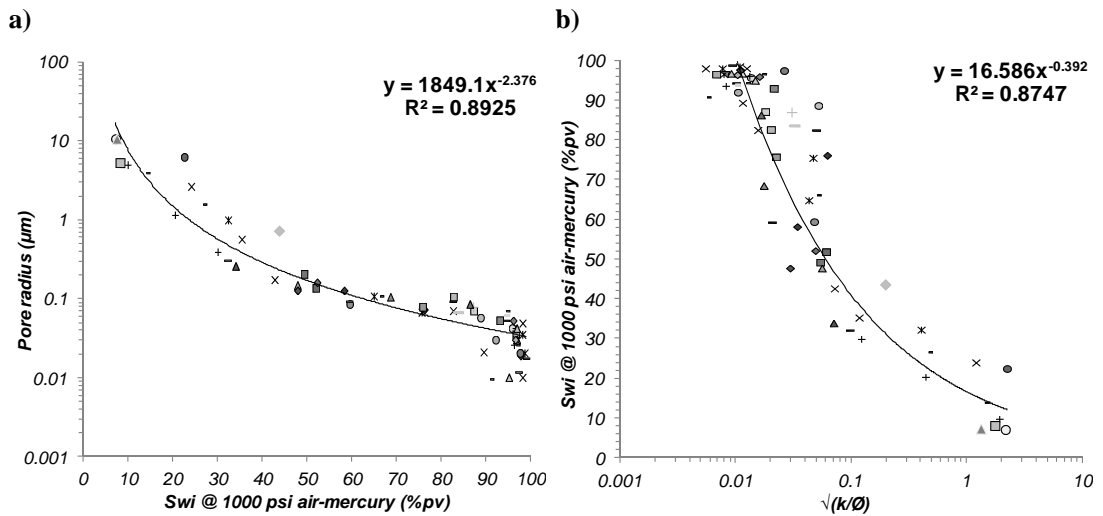 a)
100
10
1
0.1
0.01
0.001
Pore radius (µm)
y = 1849.1x^-2.376
R² = 0.8925
0 10 20 30 40 50 60 70 80 90 100
Swi @ 1000 psi air-mercury (%pv)
b)
100
90
80
70
60
50
40
30
20
10
0
Swi @ 1000 psi air-mercury (%pv)
y = 16.586x^-0.392
R² = 0.8747
0.001 0.01 0.1 1 10
√(k/Ø)